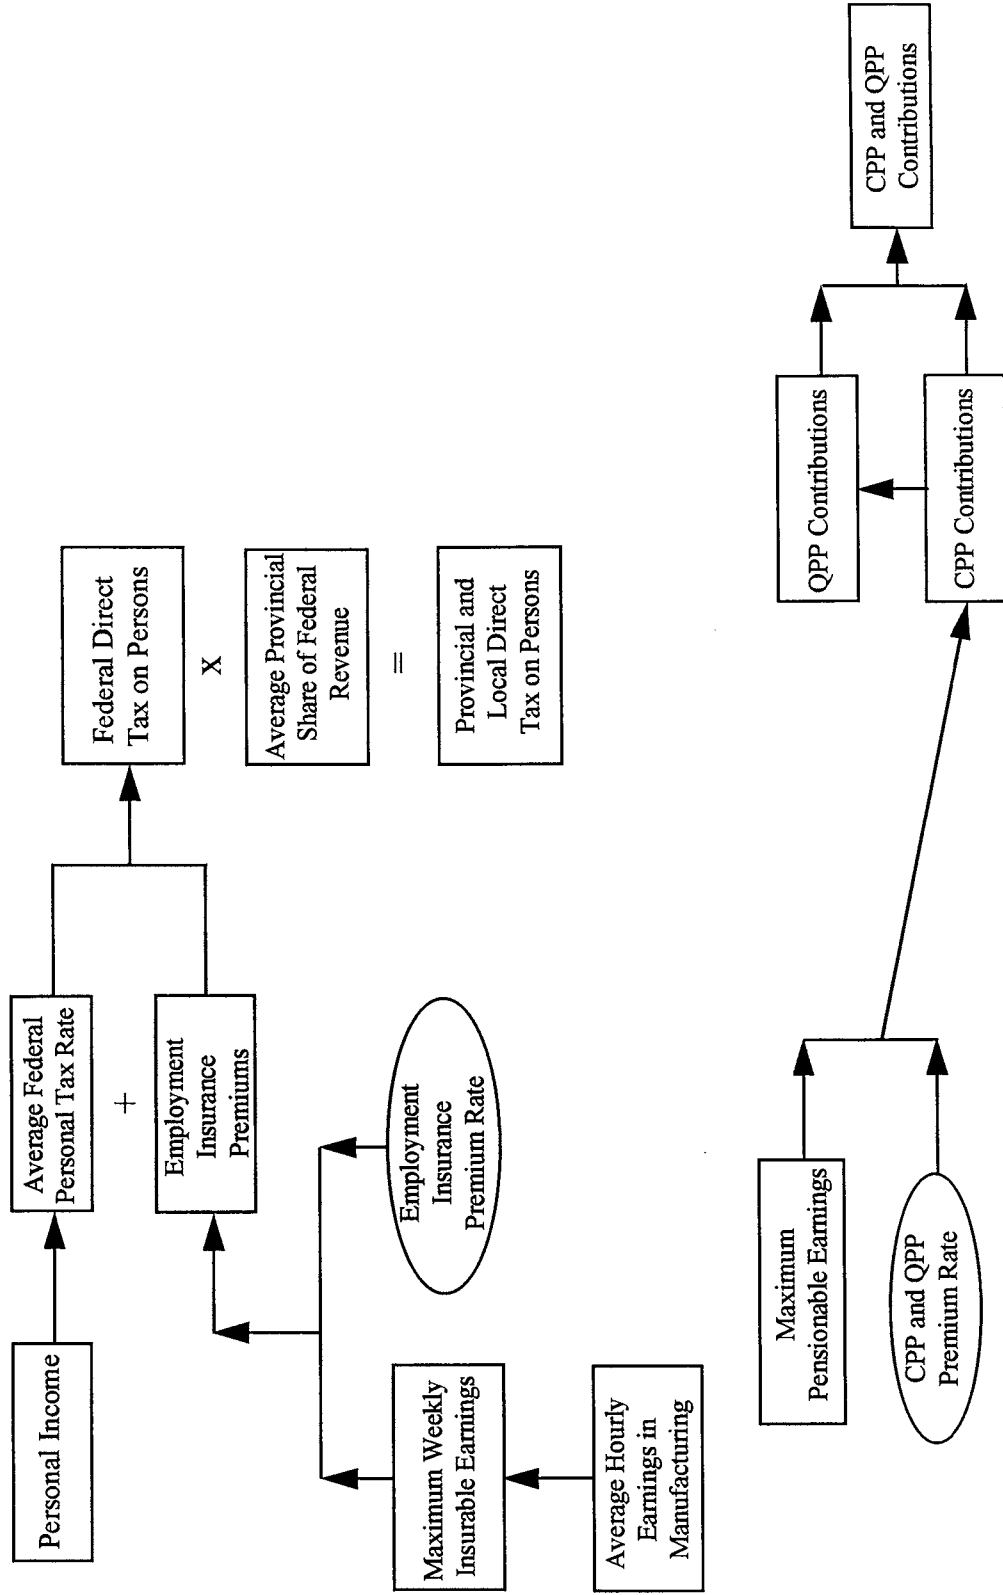 Personal Income
Average Federal
Personal Tax Rate
+
Employment
Insurance
Premiums
Federal Direct
Tax on Persons
X
Average Provincial
Share of Federal
Revenue
=
Provincial and
Local Direct
Tax on Persons
Maximum Weekly
Insurable Earnings
Employment
Insurance
Premium Rate
Average Hourly
Earnings in
Manufacturing
Maximum
Pensionable Earnings
CPP and QPP
Premium Rate
QPP Contributions
CPP Contributions
CPP and QPP
Contributions